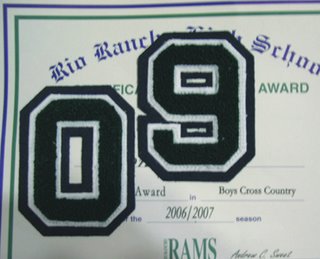 Rio Rancho High School
AWARD
09
Award in Boys Cross Country
the 2006/2007 season
RAMS
Andrew C. Sweet